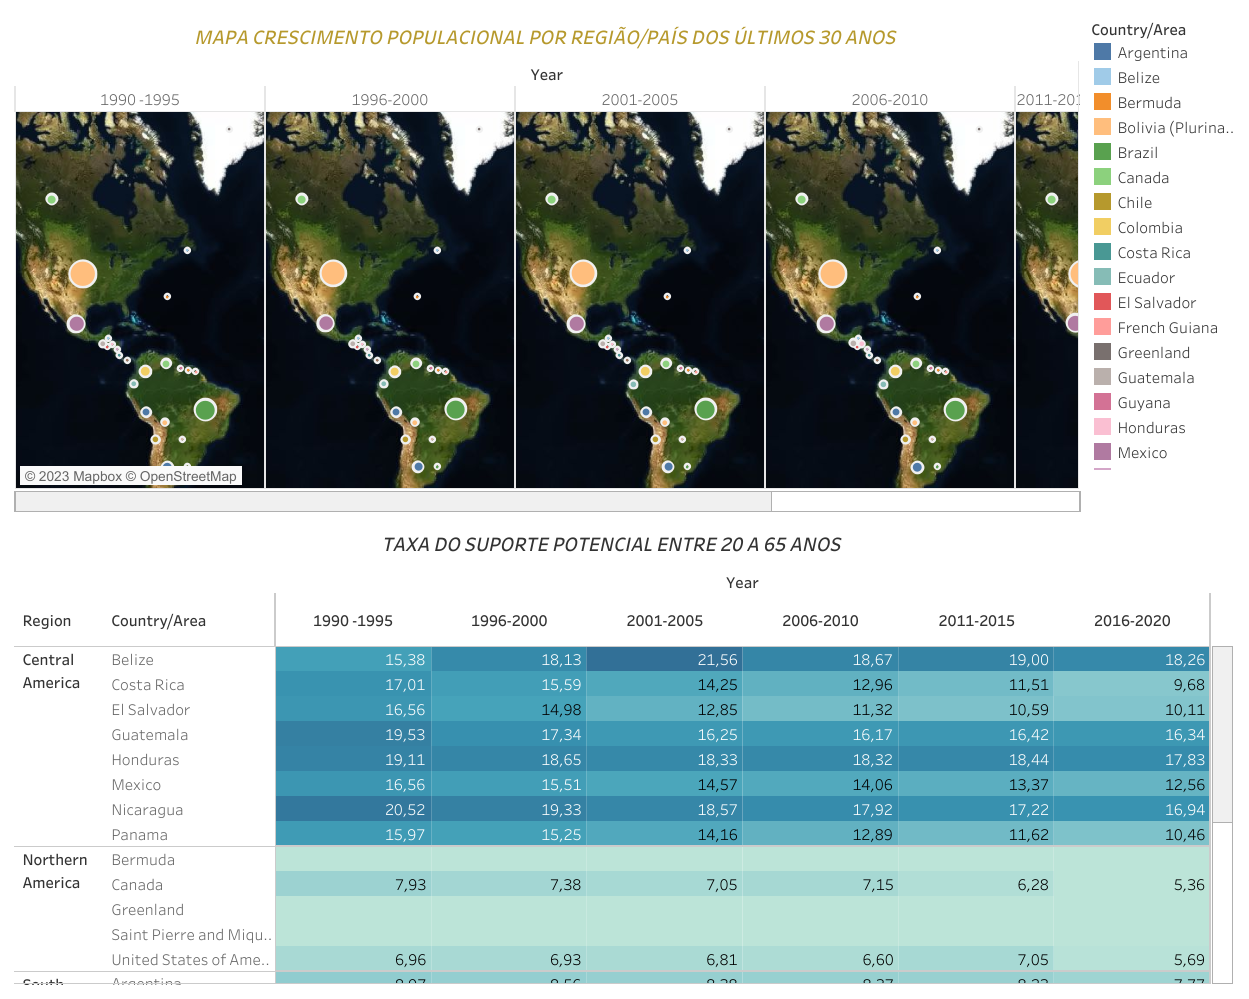 MAPA CRESCIMENTO POPULACIONAL POR REGIÃO/PAÍS DOS ÚLTIMOS 30 ANOS
Year
1990 -1995 1996-2000 2001-2005 2006-2010
© 2023 Mapbox © OpenStreetMap
Country/Area
Argentina
Belize
Bermuda
Bolivia (Plurina..
Brazil
Canada
Chile
Colombia
Costa Rica
Ecuador
El Salvador
French Guiana
Greenland
Guatemala
Guyana
Honduras
Mexico
TAXA DO SUPORTE POTENCIAL ENTRE 20 A 65 ANOS
Year
Region Country/Area 1990 -1995 1996-2000 2001-2005 2006-2010 2011-2015 2016-2020
Central America
Belize 15,38 18,13 21,56 18,67 19,00 18,26
Costa Rica 17,01 15,59 14,25 12,96 11,51 9,68
El Salvador 16,56 14,98 12,85 11,32 10,59 10,11
Guatemala 19,53 17,34 16,25 16,17 16,42 16,34
Honduras 19,11 18,65 18,33 18,32 18,44 17,83
Mexico 16,56 15,51 14,57 14,06 13,37 12,56
Nicaragua 20,52 19,33 18,57 17,92 17,22 16,94
Panama 15,97 15,25 14,16 12,89 11,62 10,46
Northern America
Bermuda
Canada 7,93 7,38 7,05 7,15 6,28 5,36
Greenland
Saint Pierre and Miqu..
United States of Ame.. 6,96 6,93 6,81 6,60 7,05 5,69
South Argentina